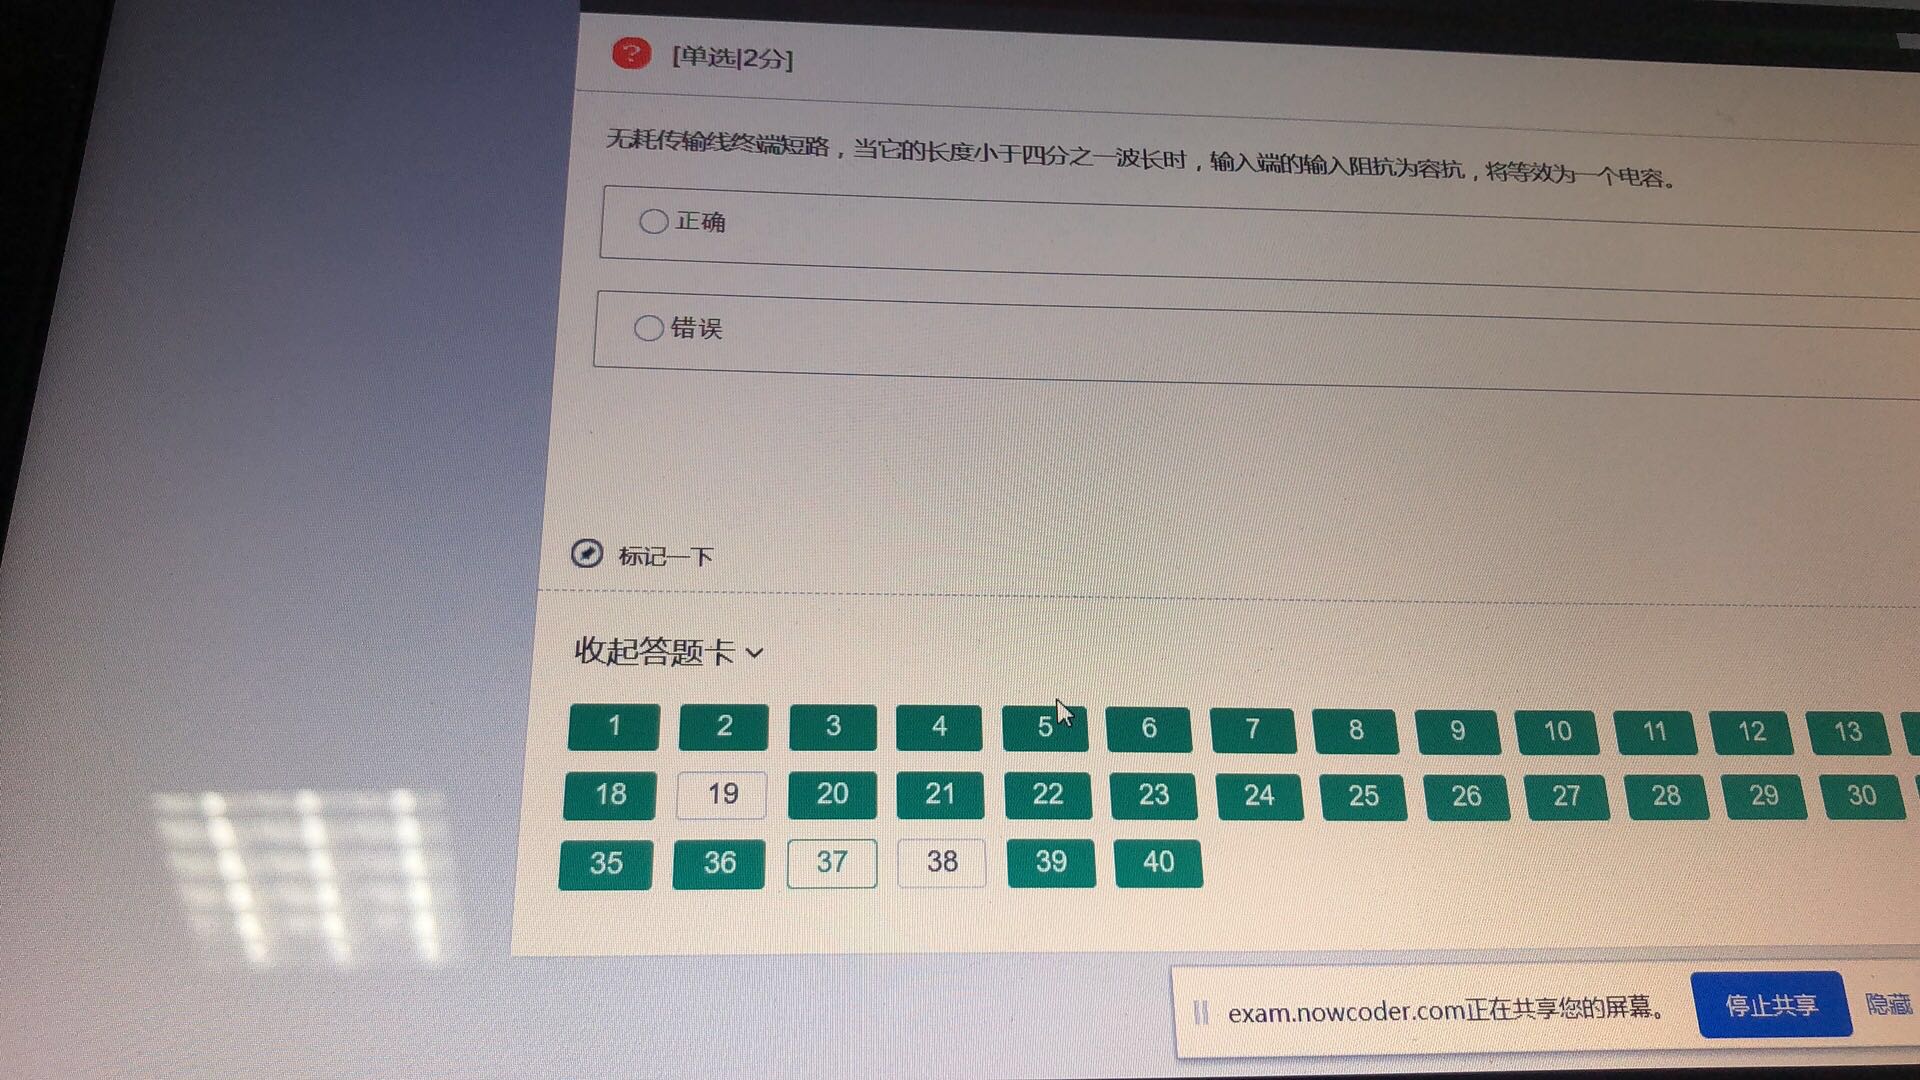 ?
[单选|2分]
无耗传输线终端短路，当它的长度小于四分之一波长时，输入端的输入阻抗为容抗，将等效为一个电容。
正确
错误
标记一下
收起答题卡
1 2 3 4 5 6 7 8 9 10 11 12 13
18 19 20 21 22 23 24 25 26 27 28 29 30
35 36 37 38 39 40
exam.nowcoder.com正在共享您的屏幕。 停止共享 隐藏